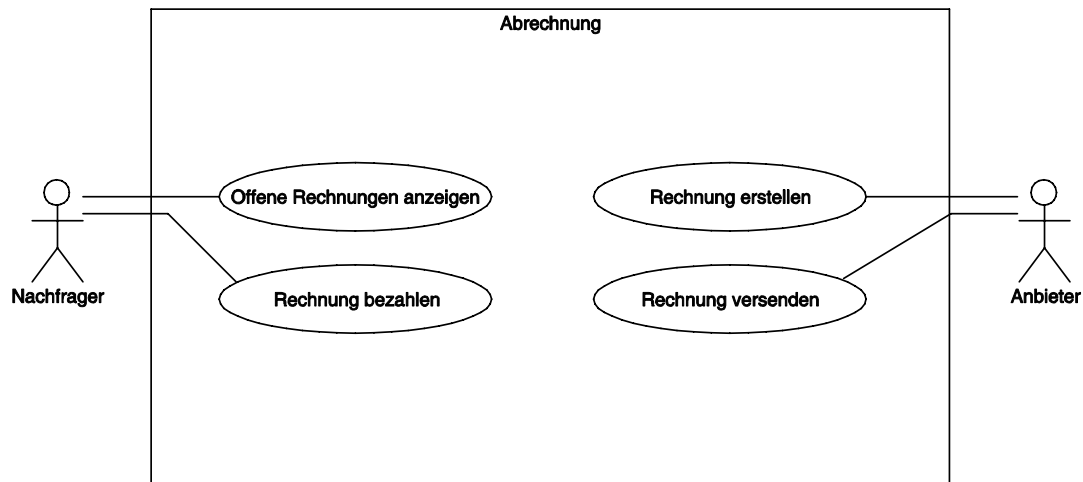 Abrechnung
Offene Rechnungen anzeigen
Rechnung erstellen
Nachfrager
Rechnung bezahlen
Rechnung versenden
Anbieter